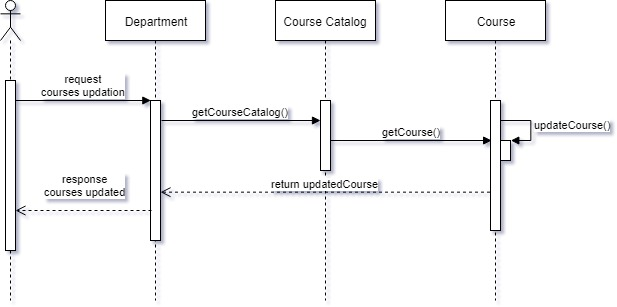 Department
Course Catalog
Course
request
courses updation
getCourseCatalog()
updateCourse()
getCourse()
response
courses updated
return updatedCourse